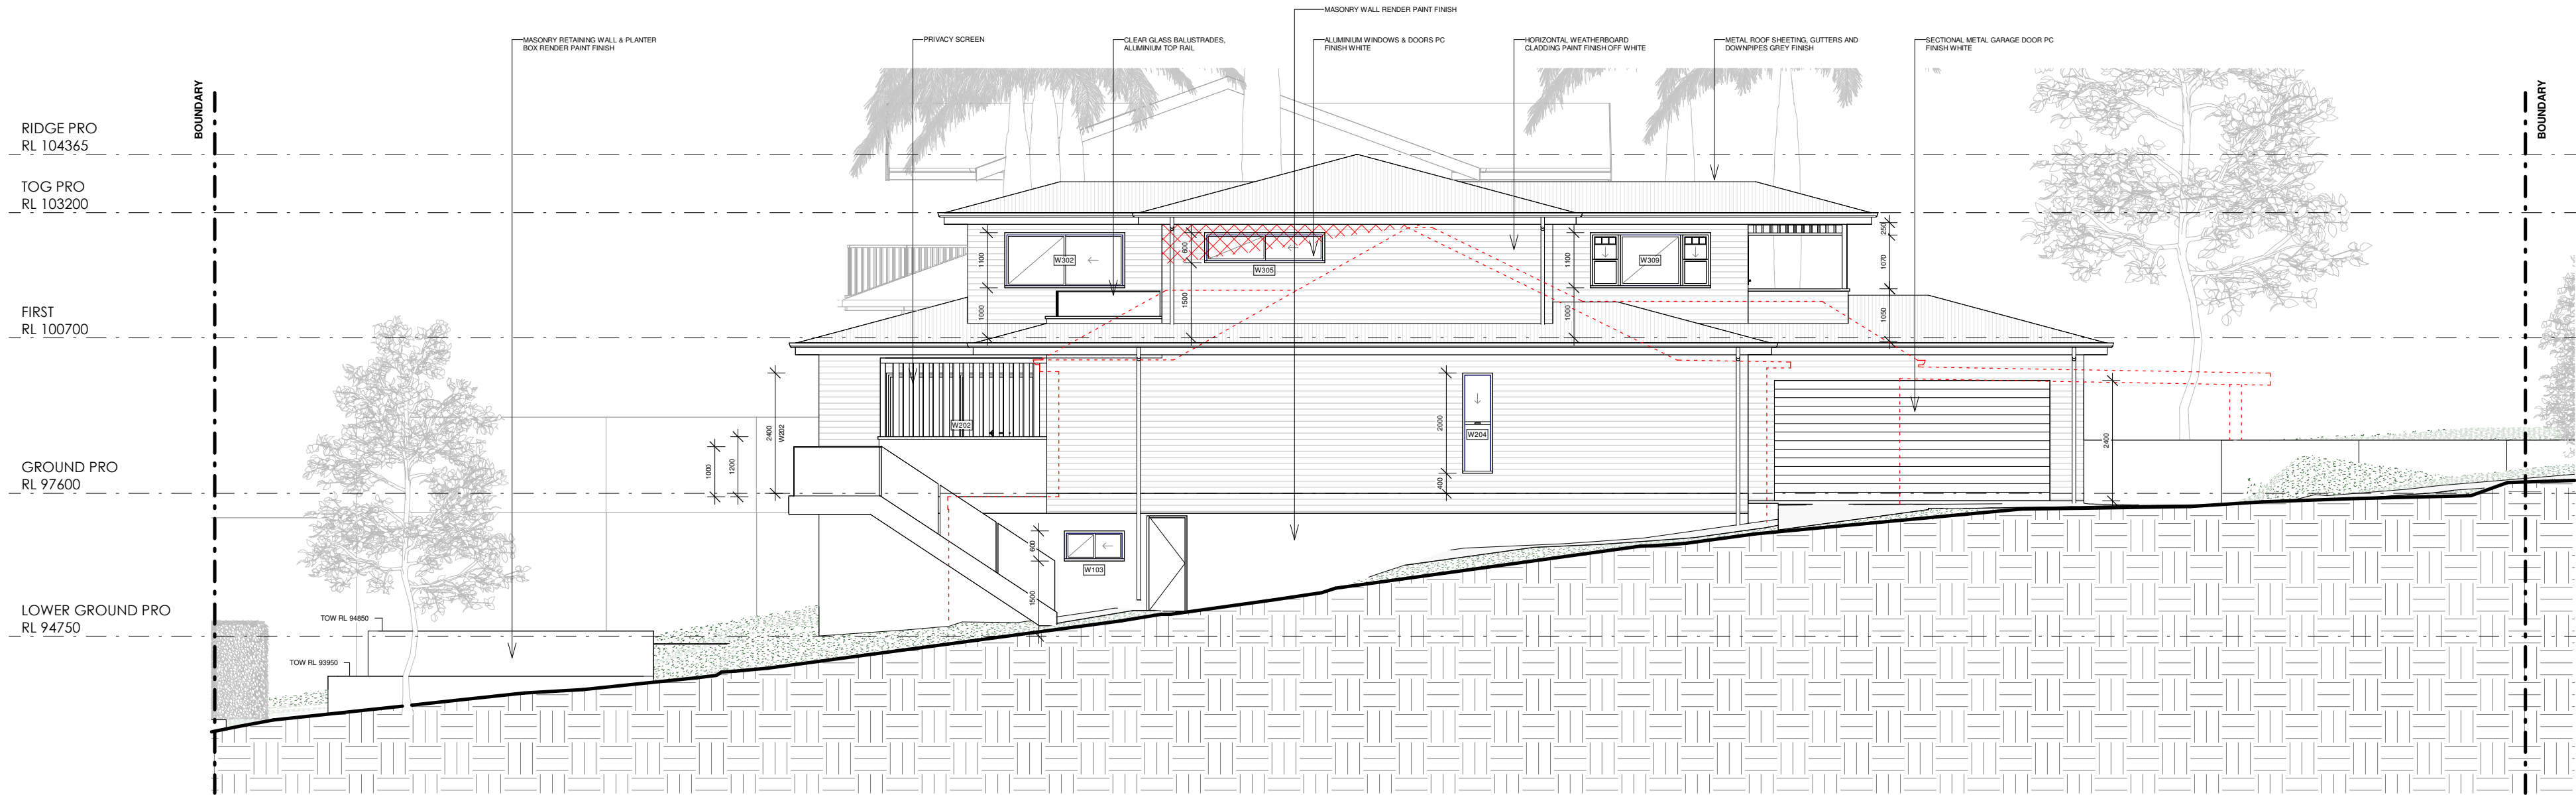 MASONRY WALL RENDER PAINT FINISH
MASONRY RETAINING WALL & PLANTER
BOX RENDER PAINT FINISH
PRIVACY SCREEN
CLEAR GLASS BALUSTRADES,
ALUMINIUM TOP RAIL
ALUMINIUM WINDOWS & DOORS PC
FINISH WHITE
HORIZONTAL WEATHERBOARD
CLADDING PAINT FINISH OFF WHITE
METAL ROOF SHEETING, GUTTERS AND
DOWNPIPES GREY FINISH
SECTIONAL METAL GARAGE DOOR PC
FINISH WHITE
BOUNDARY
BOUNDARY
RIDGE PRO
RL 104365
TOG PRO
RL 103200
FIRST
RL 100700
GROUND PRO
RL 97600
LOWER GROUND PRO
RL 94750
1100
W302
1000
600
W305
1500
1100
W309
1000
250
1070
1050
2400
W202
1000
1200
W202
2000
W204
400
2400
600
W103
1500
TOW RL 94850
TOW RL 93950